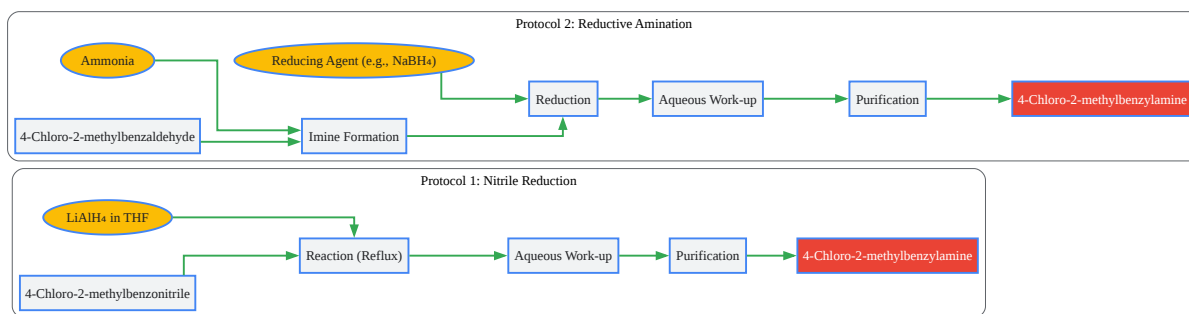 Protocol 2: Reductive Amination
Ammonia
Reducing Agent (e.g., NaBH₄)
Reduction
Aqueous Work-up
Purification
4-Chloro-2-methylbenzylamine
4-Chloro-2-methylbenzaldehyde
Imine Formation
Protocol 1: Nitrile Reduction
LiAlH₄ in THF
Reaction (Reflux)
Aqueous Work-up
Purification
4-Chloro-2-methylbenzylamine
4-Chloro-2-methylbenzonitrile